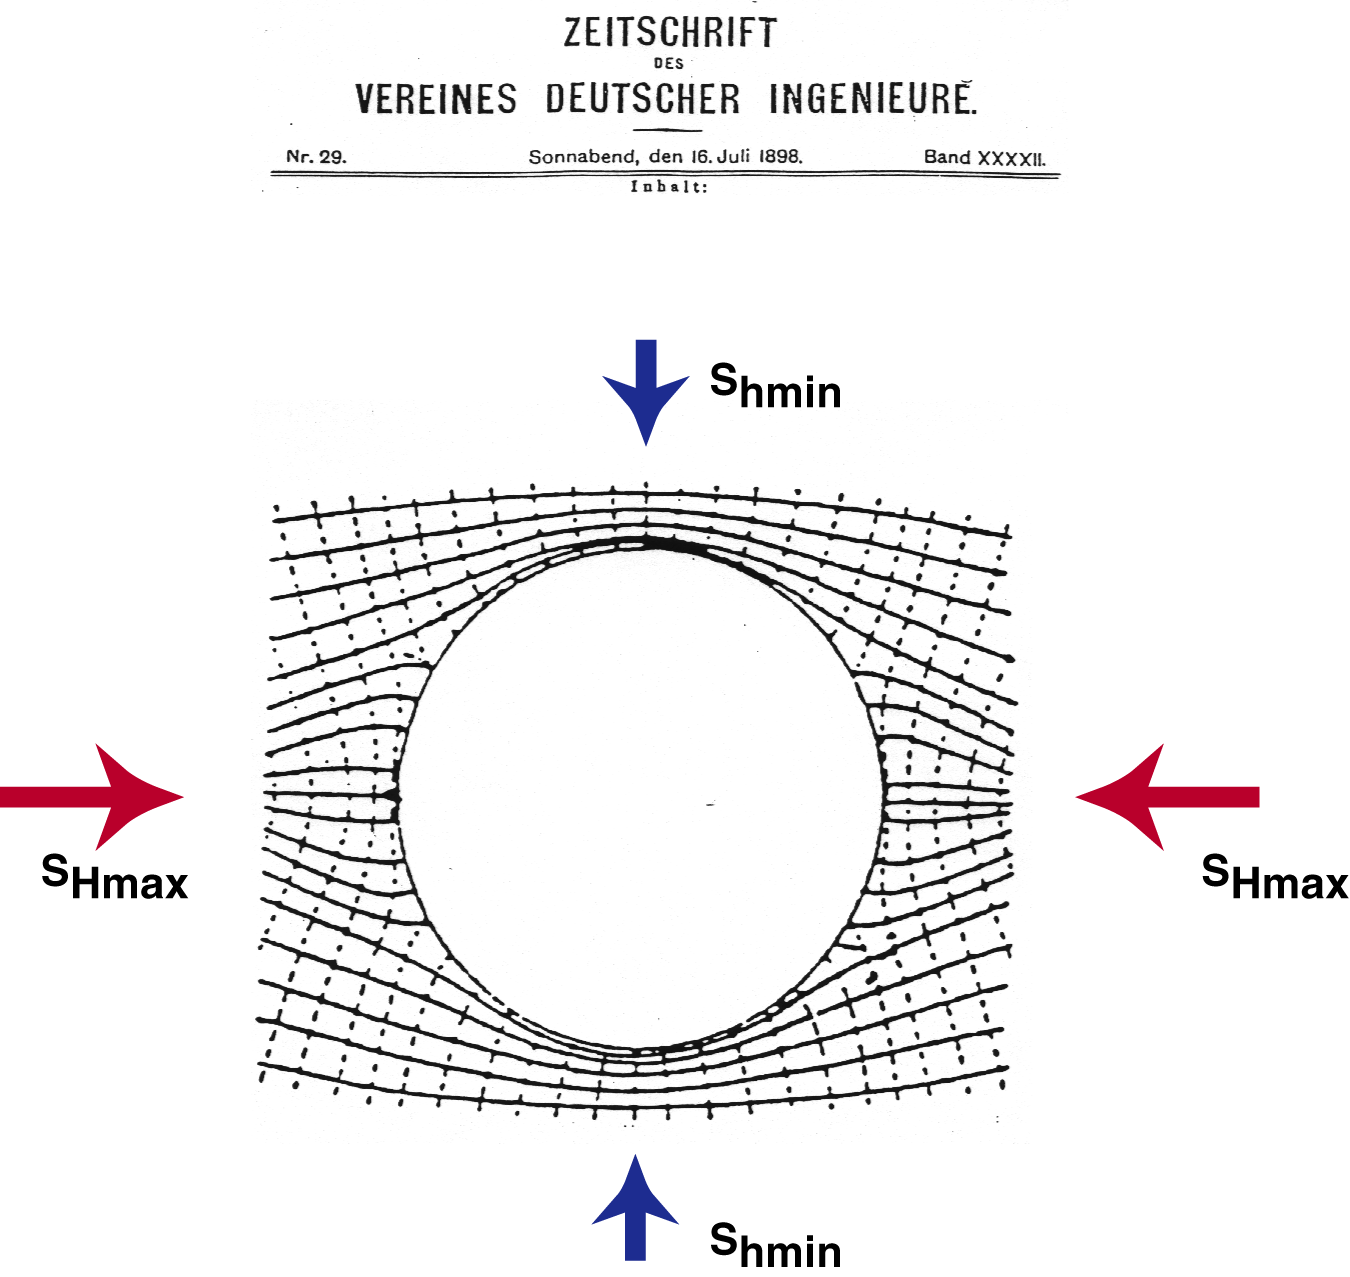 ZEITSCHRIFT
DES
VEREINES DEUTSCHER INGENIEURE.
Nr. 29. Sonnabend, den 16. Juli 1898. Band XXXXII.
Inhalt:
Shmin
SHmax SHmax
Shmin